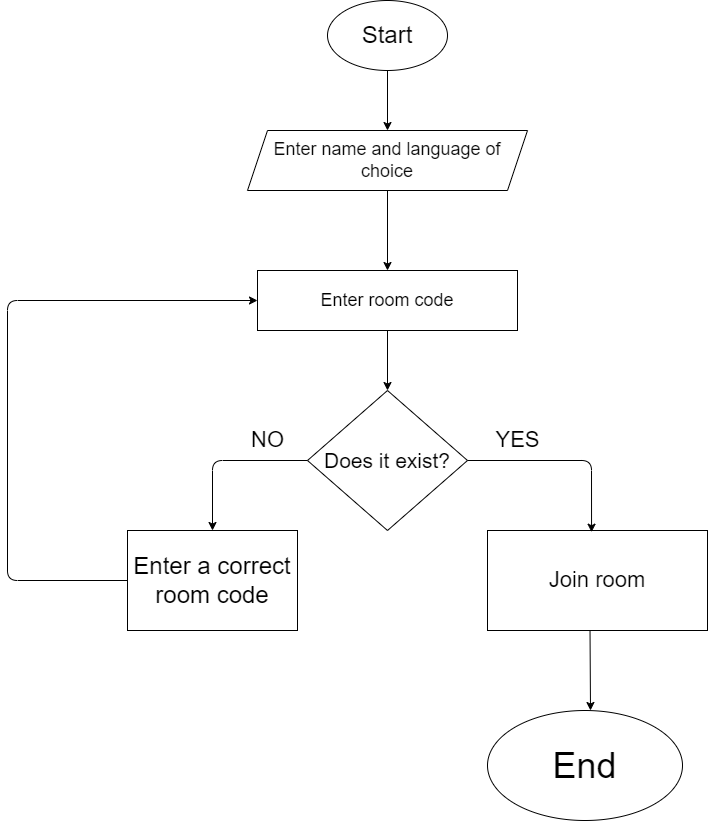 Start
Enter name and language of
choice
Enter room code
NO
YES
Does it exist?
Enter a correct
room code
Join room
End